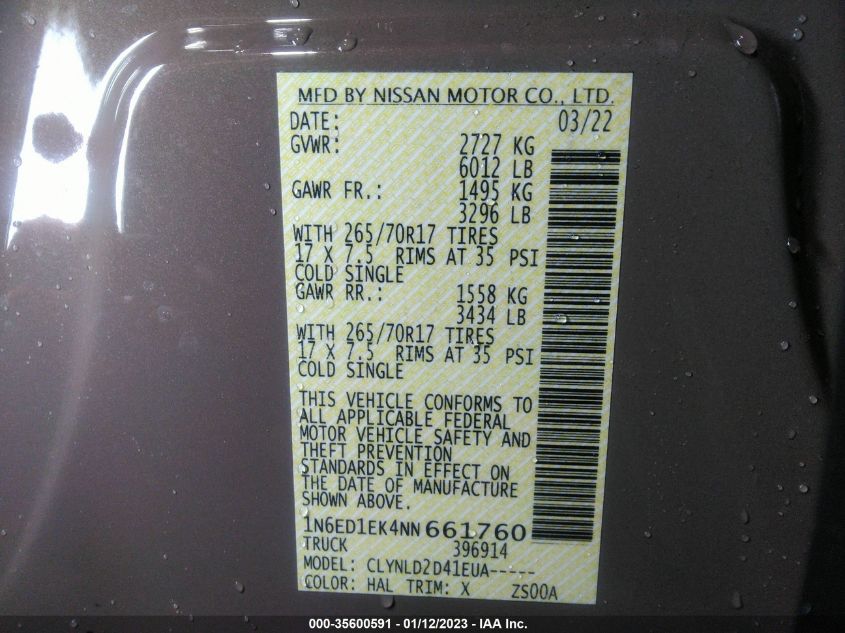 MFD BY NISSAN MOTOR CO., LTD.
DATE: 03/22
GVWR: 2727 KG
6012 LB
GAWR FR.: 1495 KG
3296 LB
WITH 265/70R17 TIRES
17 X 7.5 RIMS AT 35 PSI
COLD SINGLE
GAWR RR.: 1558 KG
3434 LB
WITH 265/70R17 TIRES
17 X 7.5 RIMS AT 35 PSI
COLD SINGLE
THIS VEHICLE CONFORMS TO
ALL APPLICABLE FEDERAL
MOTOR VEHICLE SAFETY AND
THEFT PREVENTION
STANDARDS IN EFFECT ON
THE DATE OF MANUFACTURE
SHOWN ABOVE.
1N6ED1EK4NN661760
TRUCK 396914
MODEL: CLYNLD2D41EUA-----
COLOR: HAL TRIM: X ZS00A
000-35600591 - 01/12/2023 - IAA Inc.